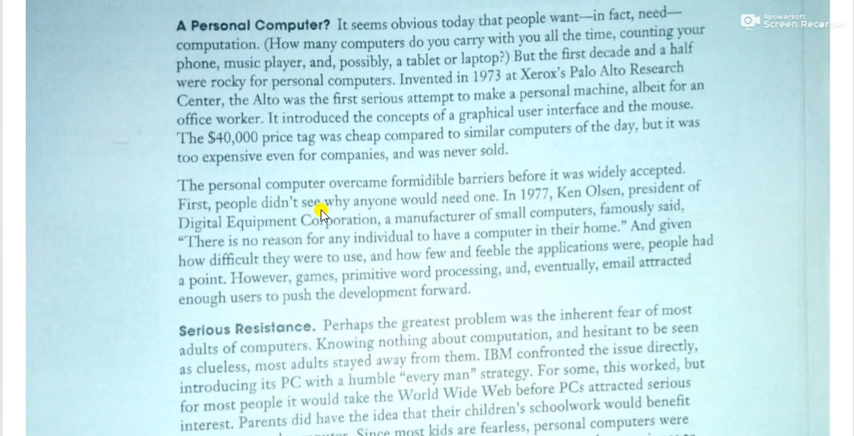 Apowersoft
Screen Recorder
A Personal Computer? It seems obvious today that people want—in fact, need—
computation. (How many computers do you carry with you all the time, counting your
phone, music player, and, possibly, a tablet or laptop?) But the first decade and a half
were rocky for personal computers. Invented in 1973 at Xerox's Palo Alto Research
Center, the Alto was the first serious attempt to make a personal machine, albeit for an
office worker. It introduced the concepts of a graphical user interface and the mouse.
The $40,000 price tag was cheap compared to similar computers of the day, but it was
too expensive even for companies, and was never sold.
The personal computer overcame formidible barriers before it was widely accepted.
First, people didn't see why anyone would need one. In 1977, Ken Olsen, president of
Digital Equipment Corporation, a manufacturer of small computers, famously said,
"There is no reason for any individual to have a computer in their home." And given
how difficult they were to use, and how few and feeble the applications were, people had
a point. However, games, primitive word processing, and, eventually, email attracted
enough users to push the development forward.
Serious Resistance. Perhaps the greatest problem was the inherent fear of most
adults of computers. Knowing nothing about computation, and hesitant to be seen
as clueless, most adults stayed away from them. IBM confronted the issue directly,
introducing its PC with a humble "every man" strategy. For some, this worked, but
for most people it would take the World Wide Web before PCs attracted serious
interest. Parents did have the idea that their children's schoolwork would benefit
Since most kids are fearless, personal computers were